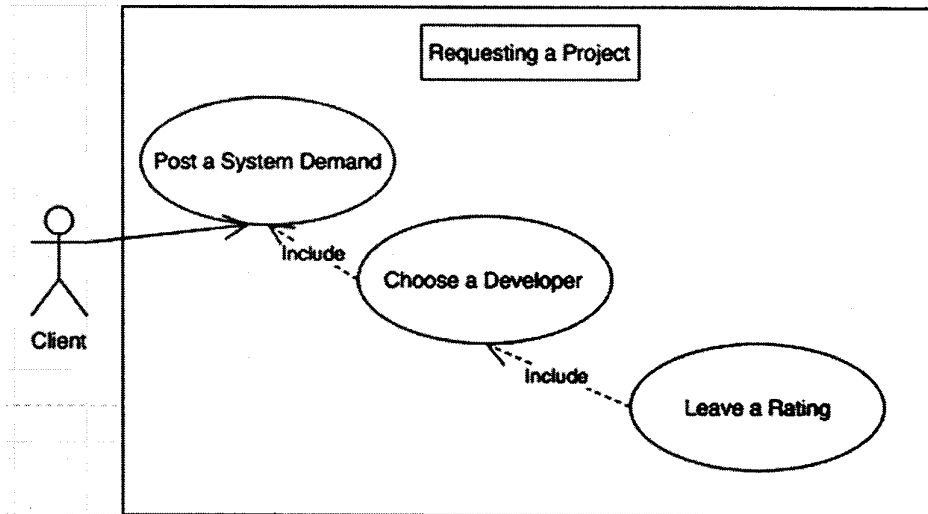 Requesting a Project
Post a System Demand
Include
Choose a Developer
Client
Include
Leave a Rating